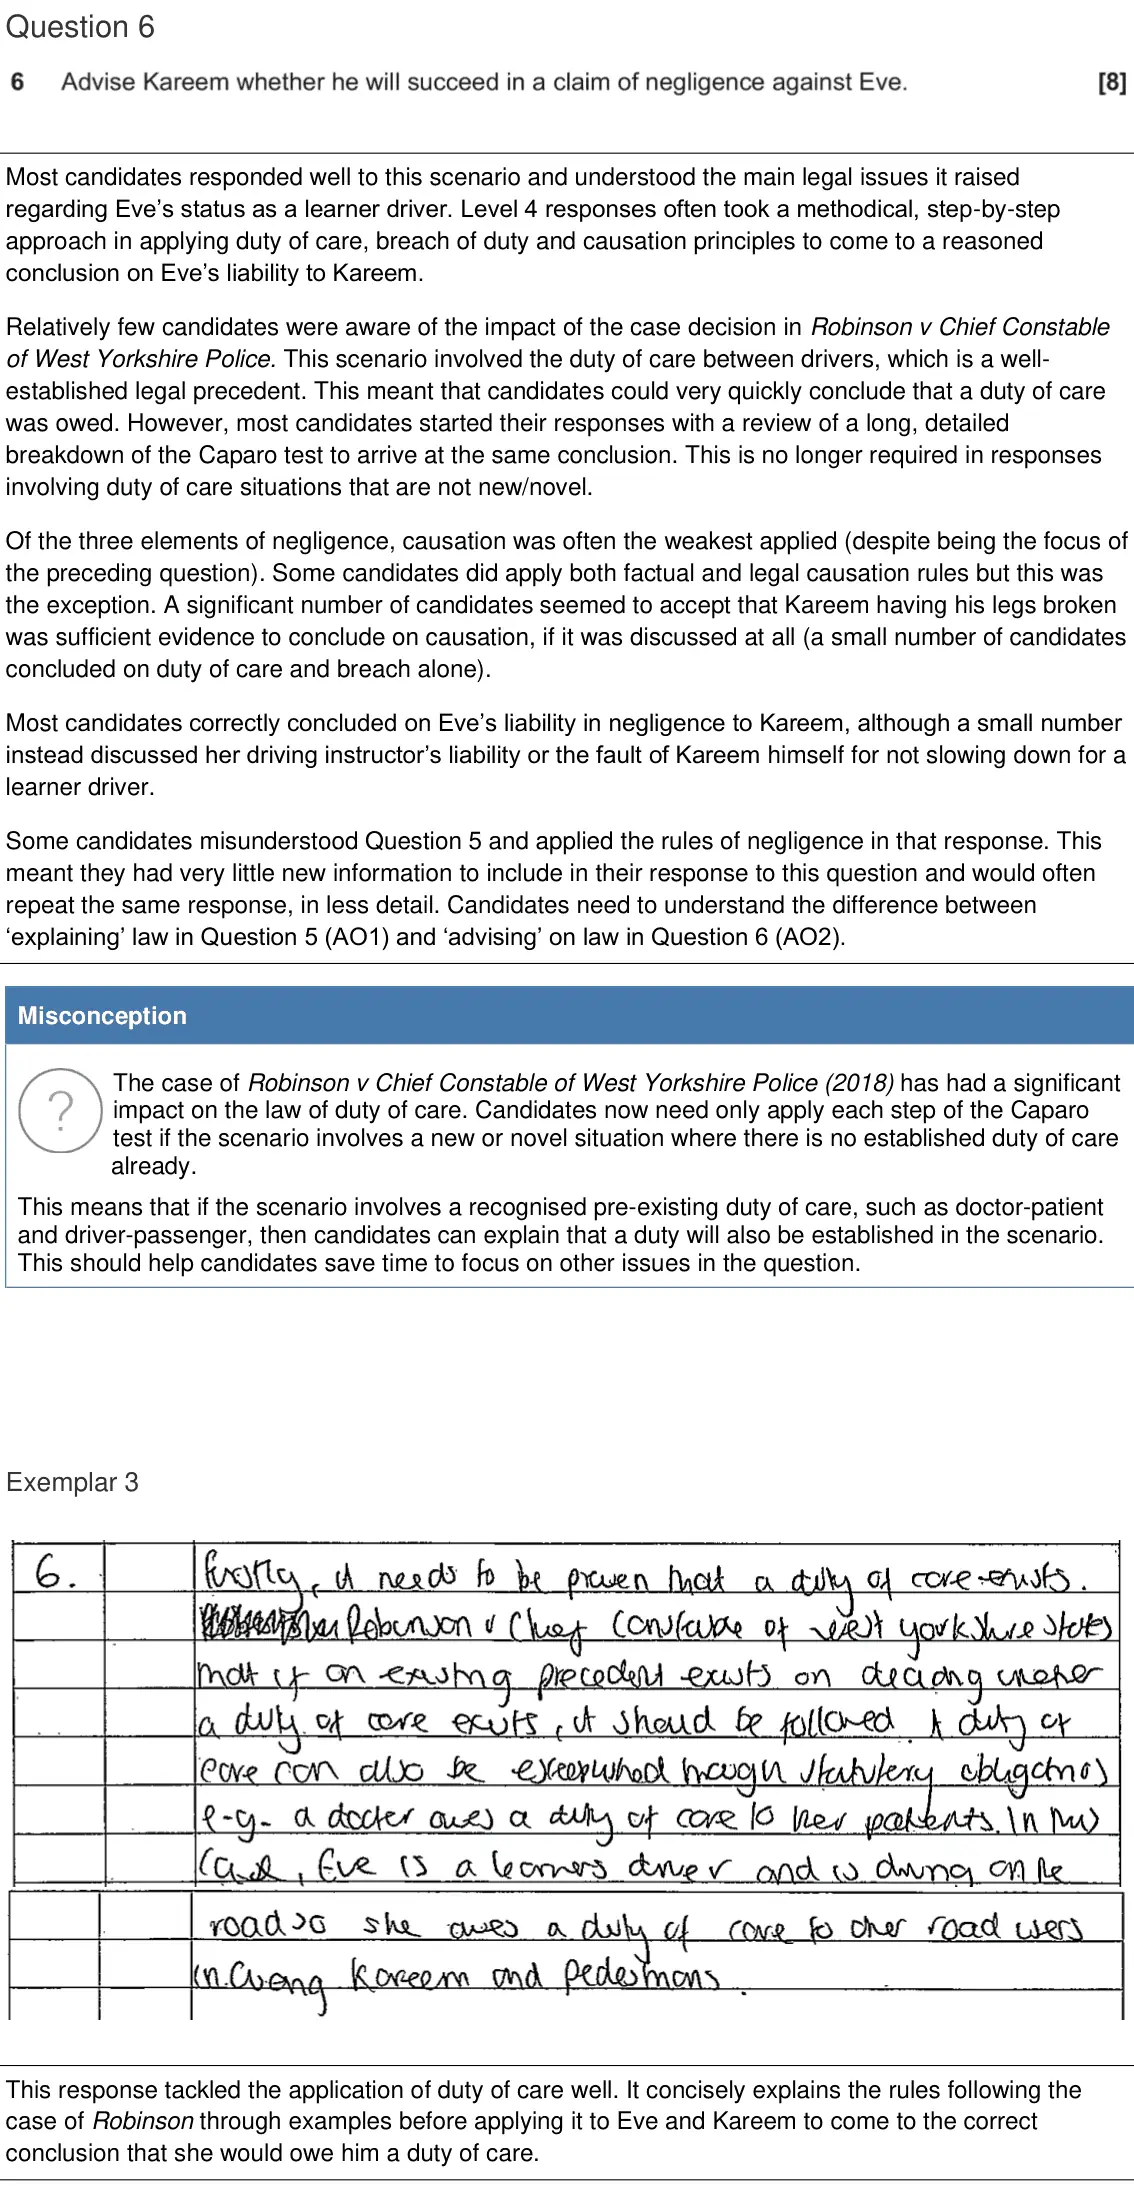 Question 6
6 Advise Kareem whether he will succeed in a claim of negligence against Eve. [8]
Most candidates responded well to this scenario and understood the main legal issues it raised
regarding Eve's status as a learner driver. Level 4 responses often took a methodical, step-by-step
approach in applying duty of care, breach of duty and causation principles to come to a reasoned
conclusion on Eve's liability to Kareem.
Relatively few candidates were aware of the impact of the case decision in Robinson v Chief Constable
of West Yorkshire Police. This scenario involved the duty of care between drivers, which is a well-
established legal precedent. This meant that candidates could very quickly conclude that a duty of care
was owed. However, most candidates started their responses with a review of a long, detailed
breakdown of the Caparo test to arrive at the same conclusion. This is no longer required in responses
involving duty of care situations that are not new/novel.
Of the three elements of negligence, causation was often the weakest applied (despite being the focus of
the preceding question). Some candidates did apply both factual and legal causation rules but this was
the exception. A significant number of candidates seemed to accept that Kareem having his legs broken
was sufficient evidence to conclude on causation, if it was discussed at all (a small number of candidates
concluded on duty of care and breach alone).
Most candidates correctly concluded on Eve's liability in negligence to Kareem, although a small number
instead discussed her driving instructor's liability or the fault of Kareem himself for not slowing down for a
learner driver.
Some candidates misunderstood Question 5 and applied the rules of negligence in that response. This
meant they had very little new information to include in their response to this question and would often
repeat the same response, in less detail. Candidates need to understand the difference between
'explaining' law in Question 5 (AO1) and 'advising' on law in Question 6 (AO2).
Misconception
?
The case of Robinson v Chief Constable of West Yorkshire Police (2018) has had a significant
impact on the law of duty of care. Candidates now need only apply each step of the Caparo
test if the scenario involves a new or novel situation where there is no established duty of care
already.
This means that if the scenario involves a recognised pre-existing duty of care, such as doctor-patient
and driver-passenger, then candidates can explain that a duty will also be established in the scenario.
This should help candidates save time to focus on other issues in the question.
Exemplar 3
6. Firstly, it needs to be proven that a duty of care exists.
Robinson v Chief Constable of West Yorkshire states
that if an existing precedent exists on deciding whether
a duty of care exists, it should be followed. A duty of
care can also be established through statutory obligations
e.g. a doctor owes a duty of care to her patients. In this
case, Eve is a learners driver and is driving on the
road so she owes a duty of care to other road users
including Kareem and pedestrians.
This response tackled the application of duty of care well. It concisely explains the rules following the
case of Robinson through examples before applying it to Eve and Kareem to come to the correct
conclusion that she would owe him a duty of care.